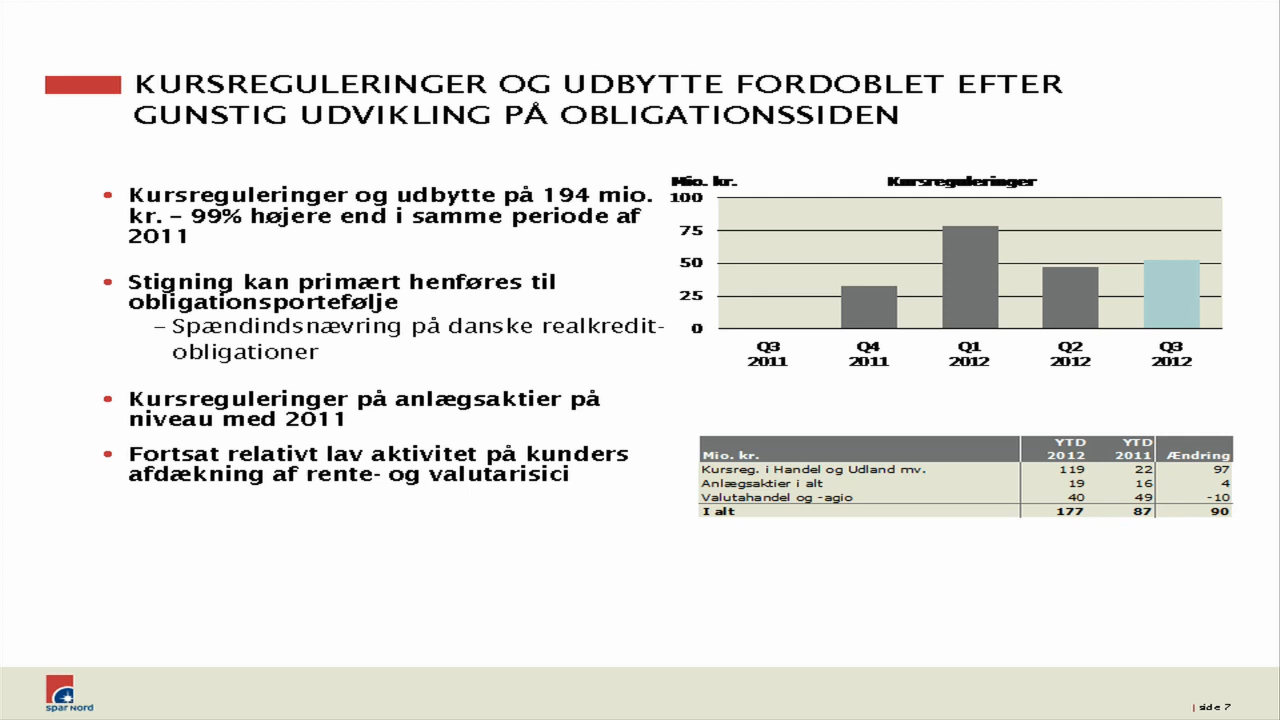 KURSREGULERINGER OG UDBYTTE FORDOBLET EFTER
GUNSTIG UDVIKLING PÅ OBLIGATIONSSIDEN
• Kursreguleringer og udbytte på 194 mio.
kr. – 99% højere end i samme periode af
2011
• Stigning kan primært henføres til
obligationsportefølje
– Spændindsnævring på danske realkredit-
obligationer
• Kursreguleringer på anlægsaktier på
niveau med 2011
• Fortsat relativt lav aktivitet på kunders
afdækning af rente- og valutarisici
Mio. kr. Kursreguleringer
100
75
50
25
0
Q3 Q4 Q1 Q2 Q3
2011 2011 2012 2012 2012
YTD YTD
Mio. kr. 2012 2011 Ændring
Kursreg. i Handel og Udland mv. 119 22 97
Anlægsaktier i alt 19 16 4
Valutahandel og -agio 40 49 -10
I alt 177 87 90
spar Nord
| side 7